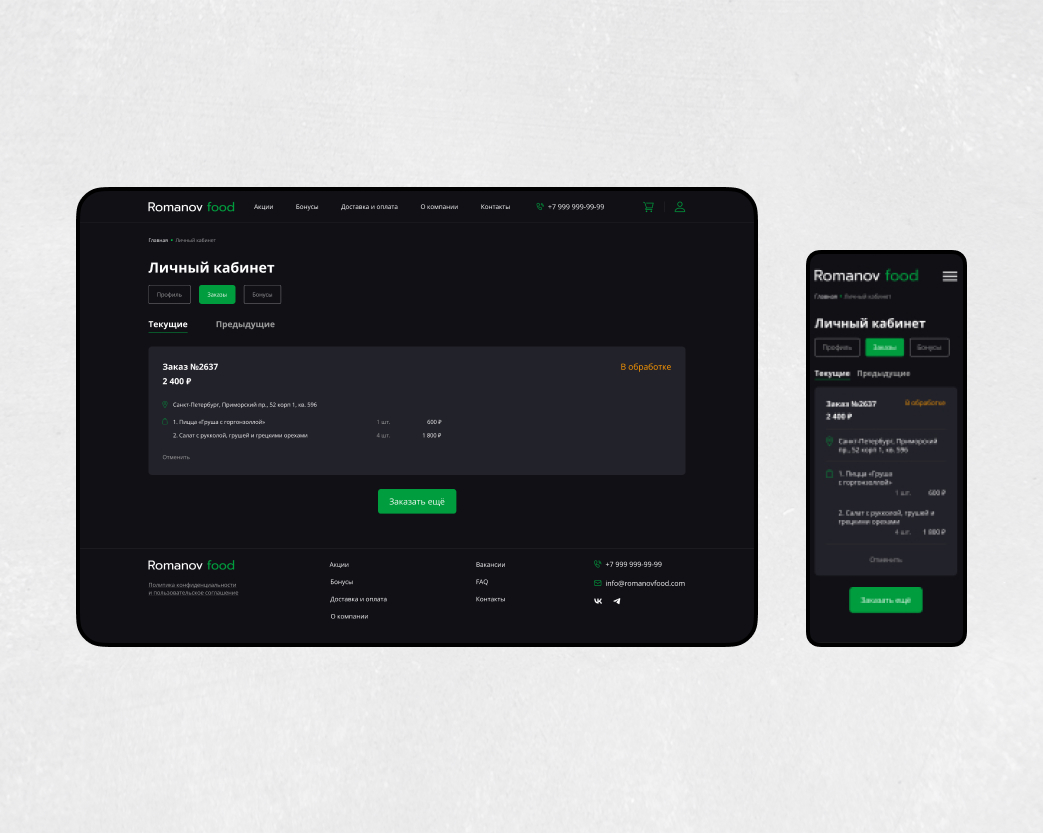 Romanov food Акции Бонусы Доставка и оплата О компании Контакты +7 999 999-99-99
Главная • Личный кабинет
Личный кабинет
Профиль Заказы Бонусы
Текущие Предыдущие
Заказ №2637 В обработке
2 400 ₽
Санкт-Петербург, Приморский пр., 52 корп 1, кв. 596
1. Пицца «Груша с горгонзоллой» 1 шт. 600 ₽
2. Салат с рукколой, грушей и грецкими орехами 4 шт. 1 800 ₽
Отменить
Заказать ещё
Romanov food Акции Вакансии +7 999 999-99-99
Политика конфиденциальности
и пользовательское соглашение
Бонусы FAQ info@romanovfood.com
Доставка и оплата Контакты
О компании
Romanov food
Главная • Личный кабинет
Личный кабинет
Профиль Заказы Бонусы
Текущие Предыдущие
Заказ №2637 В обработке
2 400 ₽
Санкт-Петербург, Приморский
пр., 52 корп 1, кв. 596
1. Пицца «Груша
с горгонзоллой»
1 шт. 600 ₽
2. Салат с рукколой, грушей и
грецкими орехами
4 шт. 1 800 ₽
Отменить
Заказать ещё